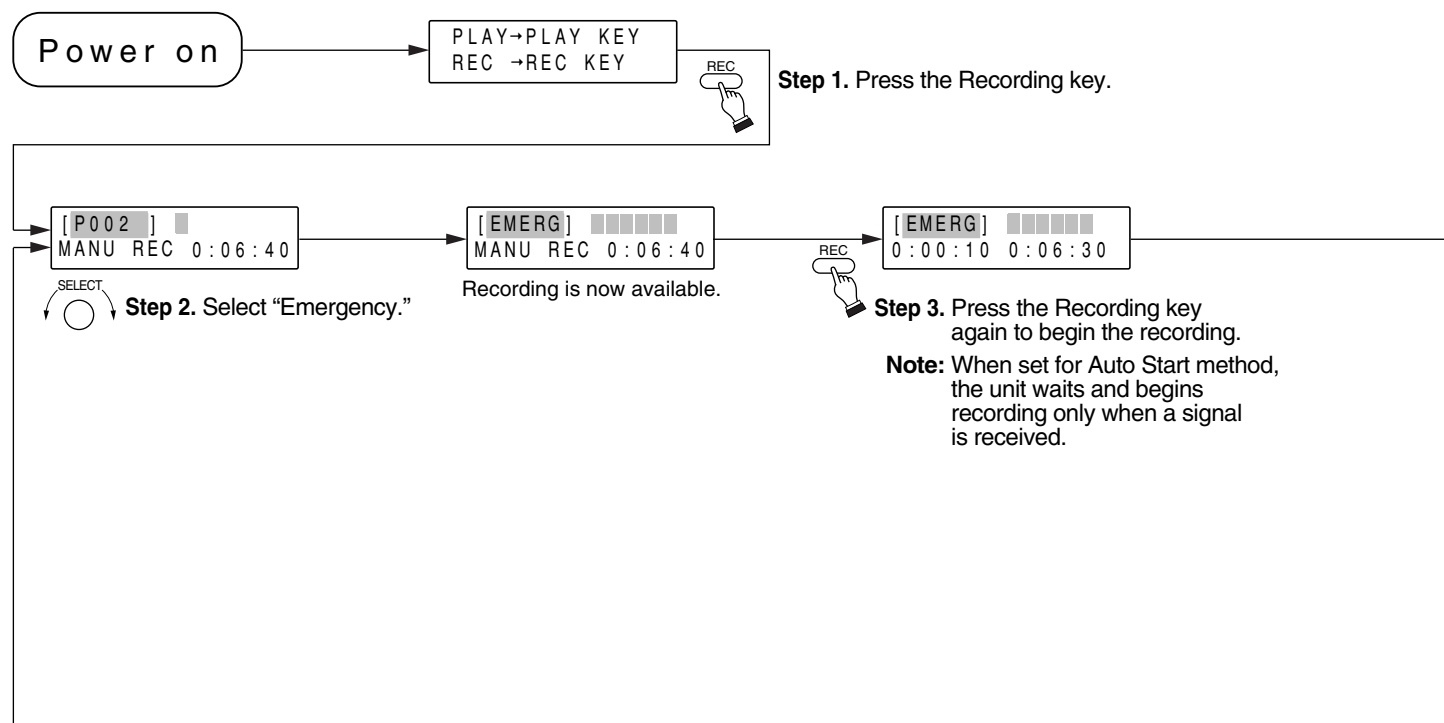 Power on
PLAY→PLAY KEY
REC →REC KEY
REC
Step 1. Press the Recording key.
[P002 ]
MANU REC 0:06:40
SELECT
Step 2. Select “Emergency.”
[EMERG]
MANU REC 0:06:40
Recording is now available.
REC
[EMERG]
0:00:10 0:06:30
Step 3. Press the Recording key
again to begin the recording.
Note: When set for Auto Start method,
the unit waits and begins
recording only when a signal
is received.